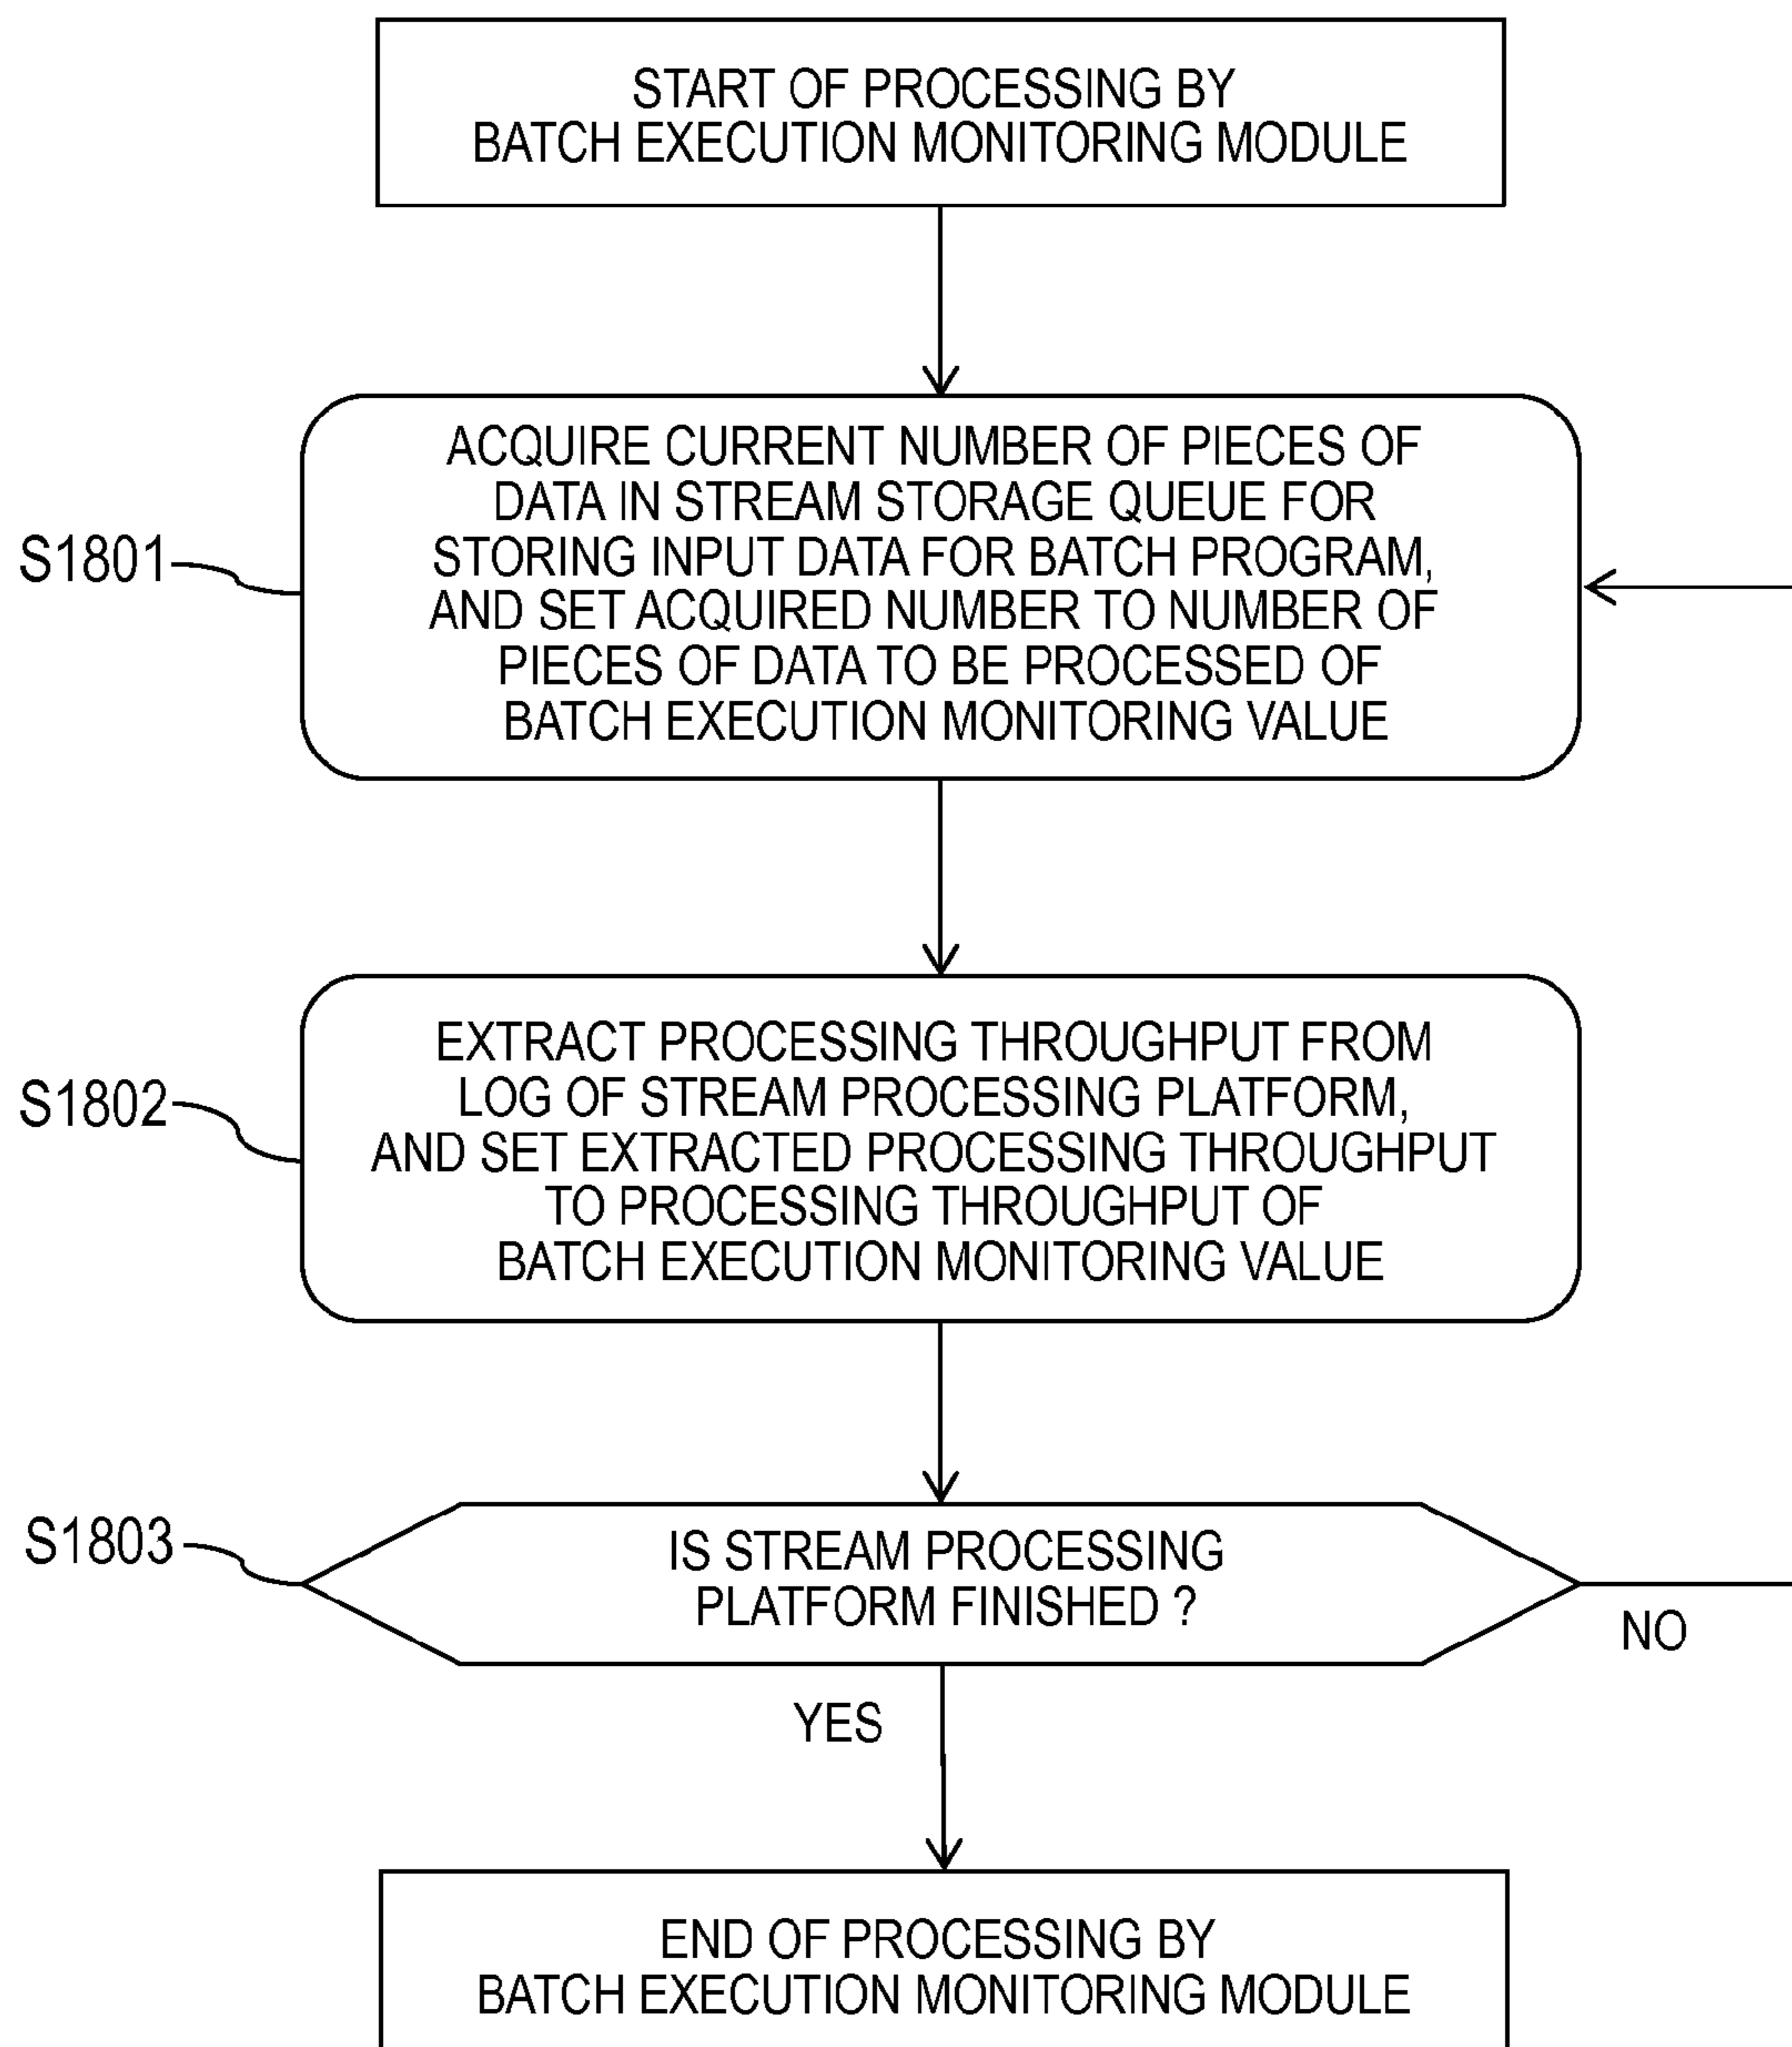 START OF PROCESSING BY
BATCH EXECUTION MONITORING MODULE
ACQUIRE CURRENT NUMBER OF PIECES OF
DATA IN STREAM STORAGE QUEUE FOR
STORING INPUT DATA FOR BATCH PROGRAM,
AND SET ACQUIRED NUMBER TO NUMBER OF
PIECES OF DATA TO BE PROCESSED OF
BATCH EXECUTION MONITORING VALUE
S1801
EXTRACT PROCESSING THROUGHPUT FROM
LOG OF STREAM PROCESSING PLATFORM,
AND SET EXTRACTED PROCESSING THROUGHPUT
TO PROCESSING THROUGHPUT OF
BATCH EXECUTION MONITORING VALUE
S1802
S1803
IS STREAM PROCESSING
PLATFORM FINISHED ?
NO
YES
END OF PROCESSING BY
BATCH EXECUTION MONITORING MODULE